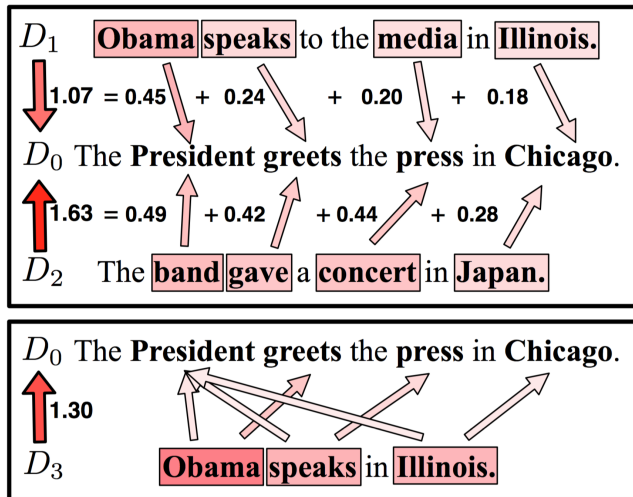 D1 Obama speaks to the media in Illinois.
1.07 = 0.45 + 0.24 + 0.20 + 0.18
D0 The President greets the press in Chicago.
1.63 = 0.49 + 0.42 + 0.44 + 0.28
D2 The band gave a concert in Japan.
D0 The President greets the press in Chicago.
1.30
D3 Obama speaks in Illinois.